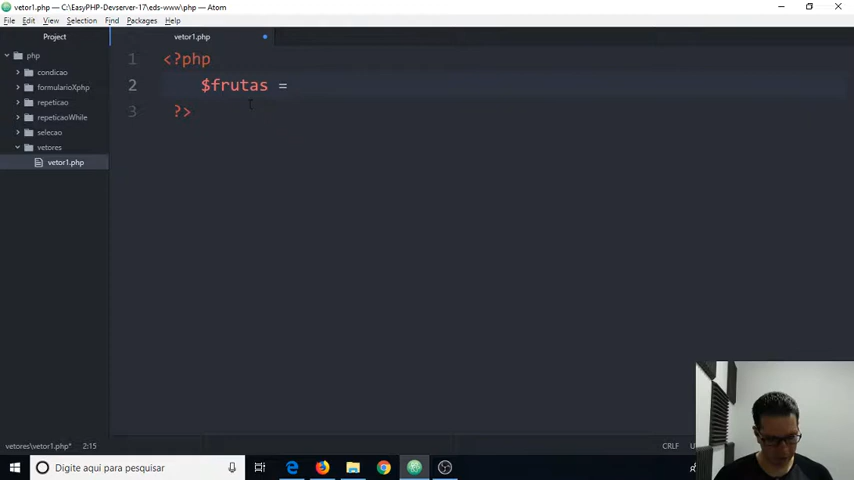 vetor1.php — C:\EasyPHP-Devserver-17\eds-www\php — Atom
File Edit View Selection Find Packages Help
Project
vetor1.php
php
condicao
formularioXphp
repeticao
repeticaoWhile
selecao
vetores
vetor1.php
1 <?php
2 $frutas =
3 ?>
vetores\vetor1.php* 2:15
CRLF
Digite aqui para pesquisar